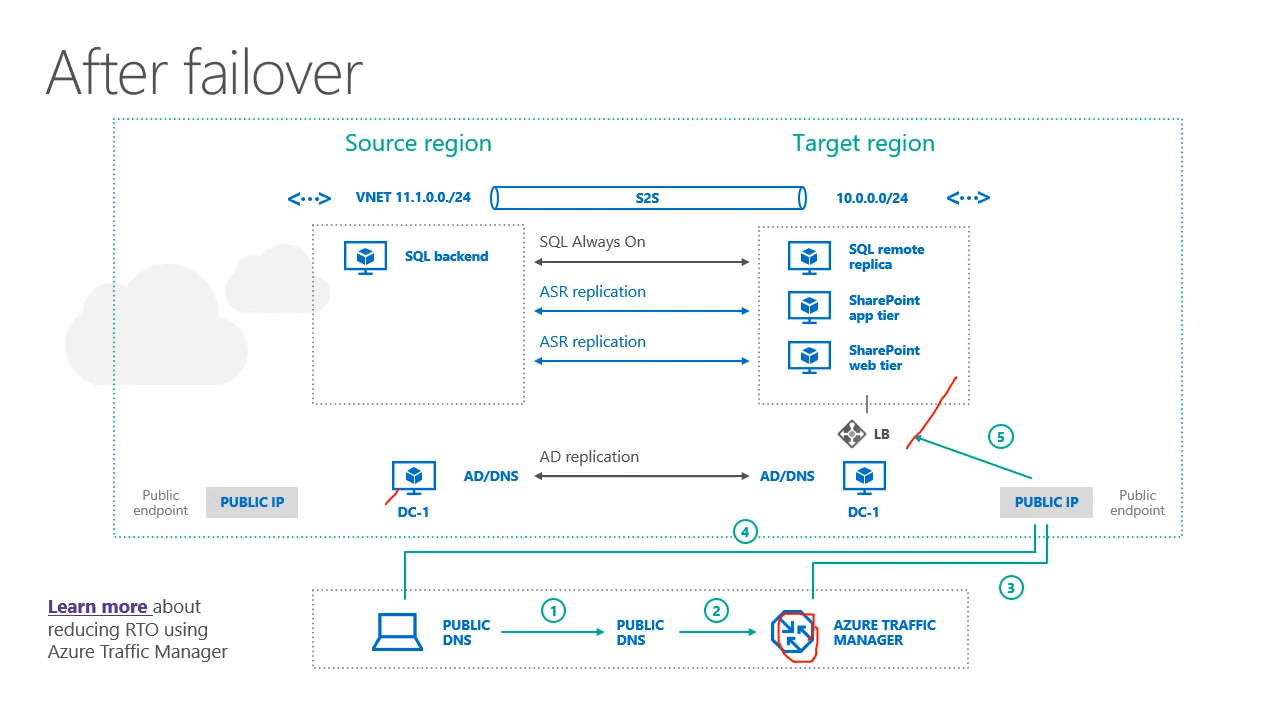 After failover
Source region
Target region
VNET 11.1.0.0./24
S2S
10.0.0.0/24
SQL backend
SQL Always On
SQL remote
replica
ASR replication
SharePoint
app tier
ASR replication
SharePoint
web tier
LB
5
AD/DNS
AD replication
AD/DNS
Public
endpoint
PUBLIC IP
DC-1
DC-1
PUBLIC IP
Public
endpoint
4
3
Learn more about
reducing RTO using
Azure Traffic Manager
PUBLIC
DNS
1
PUBLIC
DNS
2
AZURE TRAFFIC
MANAGER